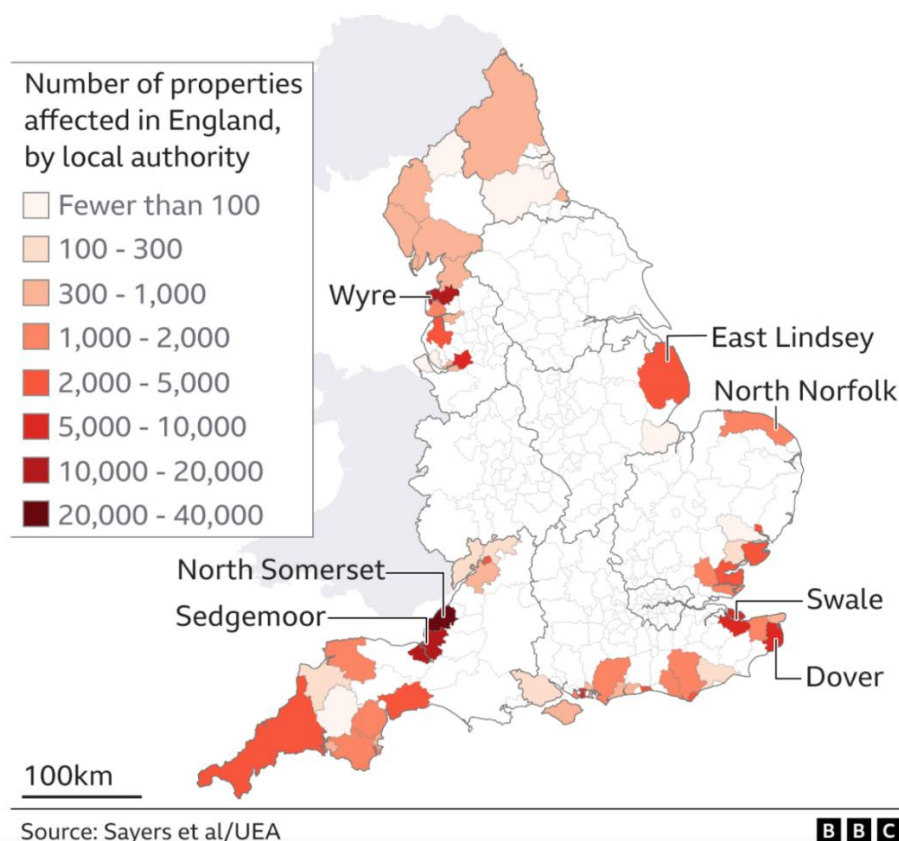 Number of properties
affected in England,
by local authority
Fewer than 100
100 - 300
300 - 1,000
1,000 - 2,000
2,000 - 5,000
5,000 - 10,000
10,000 - 20,000
20,000 - 40,000
Wyre
East Lindsey
North Norfolk
North Somerset
Sedgemoor
Swale
Dover
100km
Source: Sayers et al/UEA
BBC